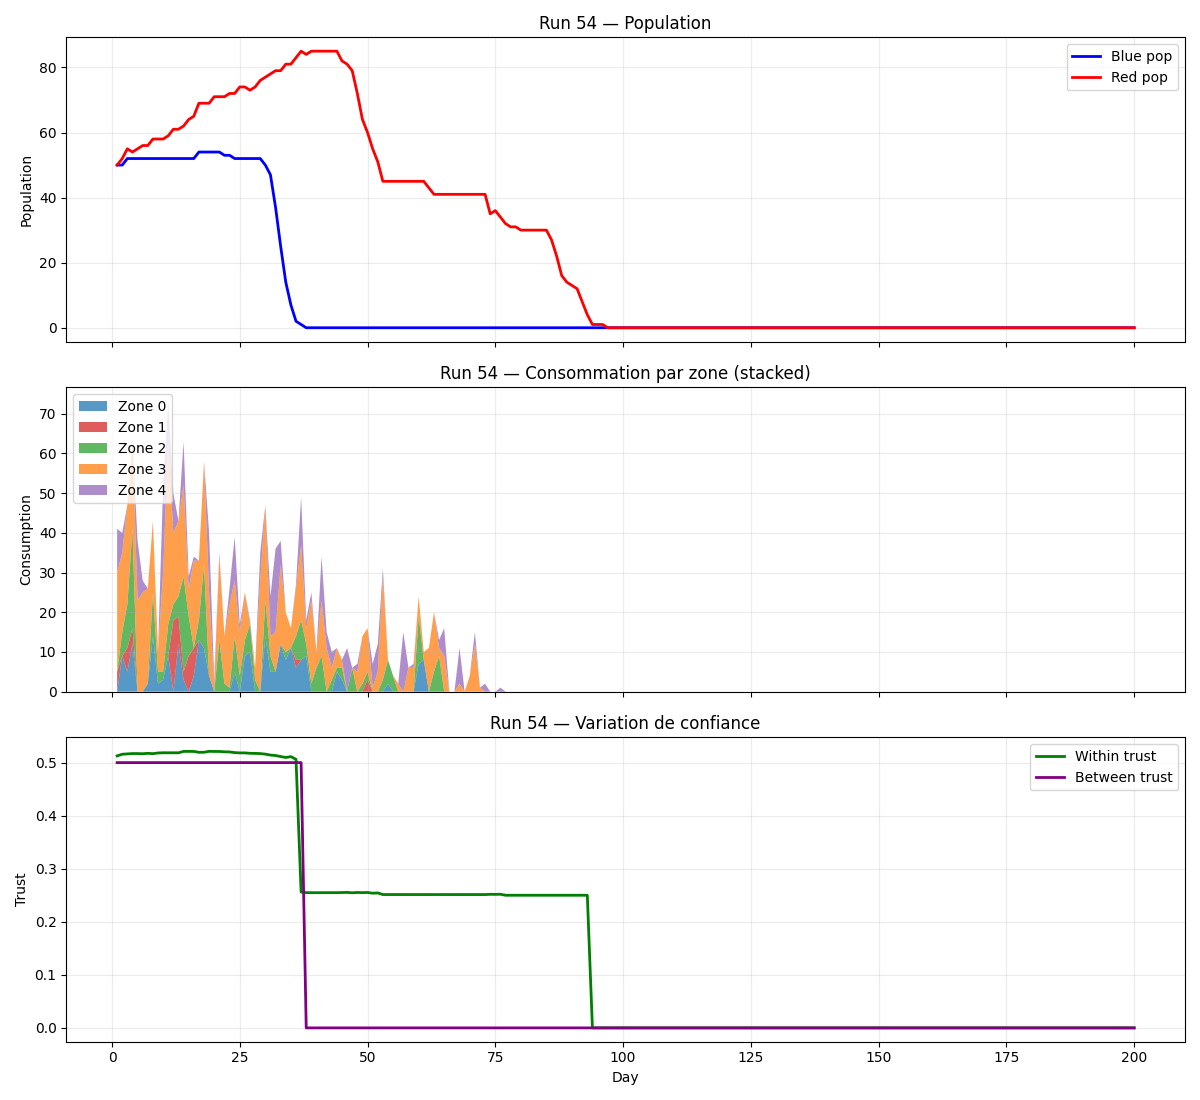 Run 54 — Population
Blue pop
Red pop
Population
80
60
40
20
0
Run 54 — Consommation par zone (stacked)
Zone 0
Zone 1
Zone 2
Zone 3
Zone 4
Consumption
70
60
50
40
30
20
10
0
Run 54 — Variation de confiance
Within trust
Between trust
Trust
0.5
0.4
0.3
0.2
0.1
0.0
0 25 50 75 100 125 150 175 200
Day